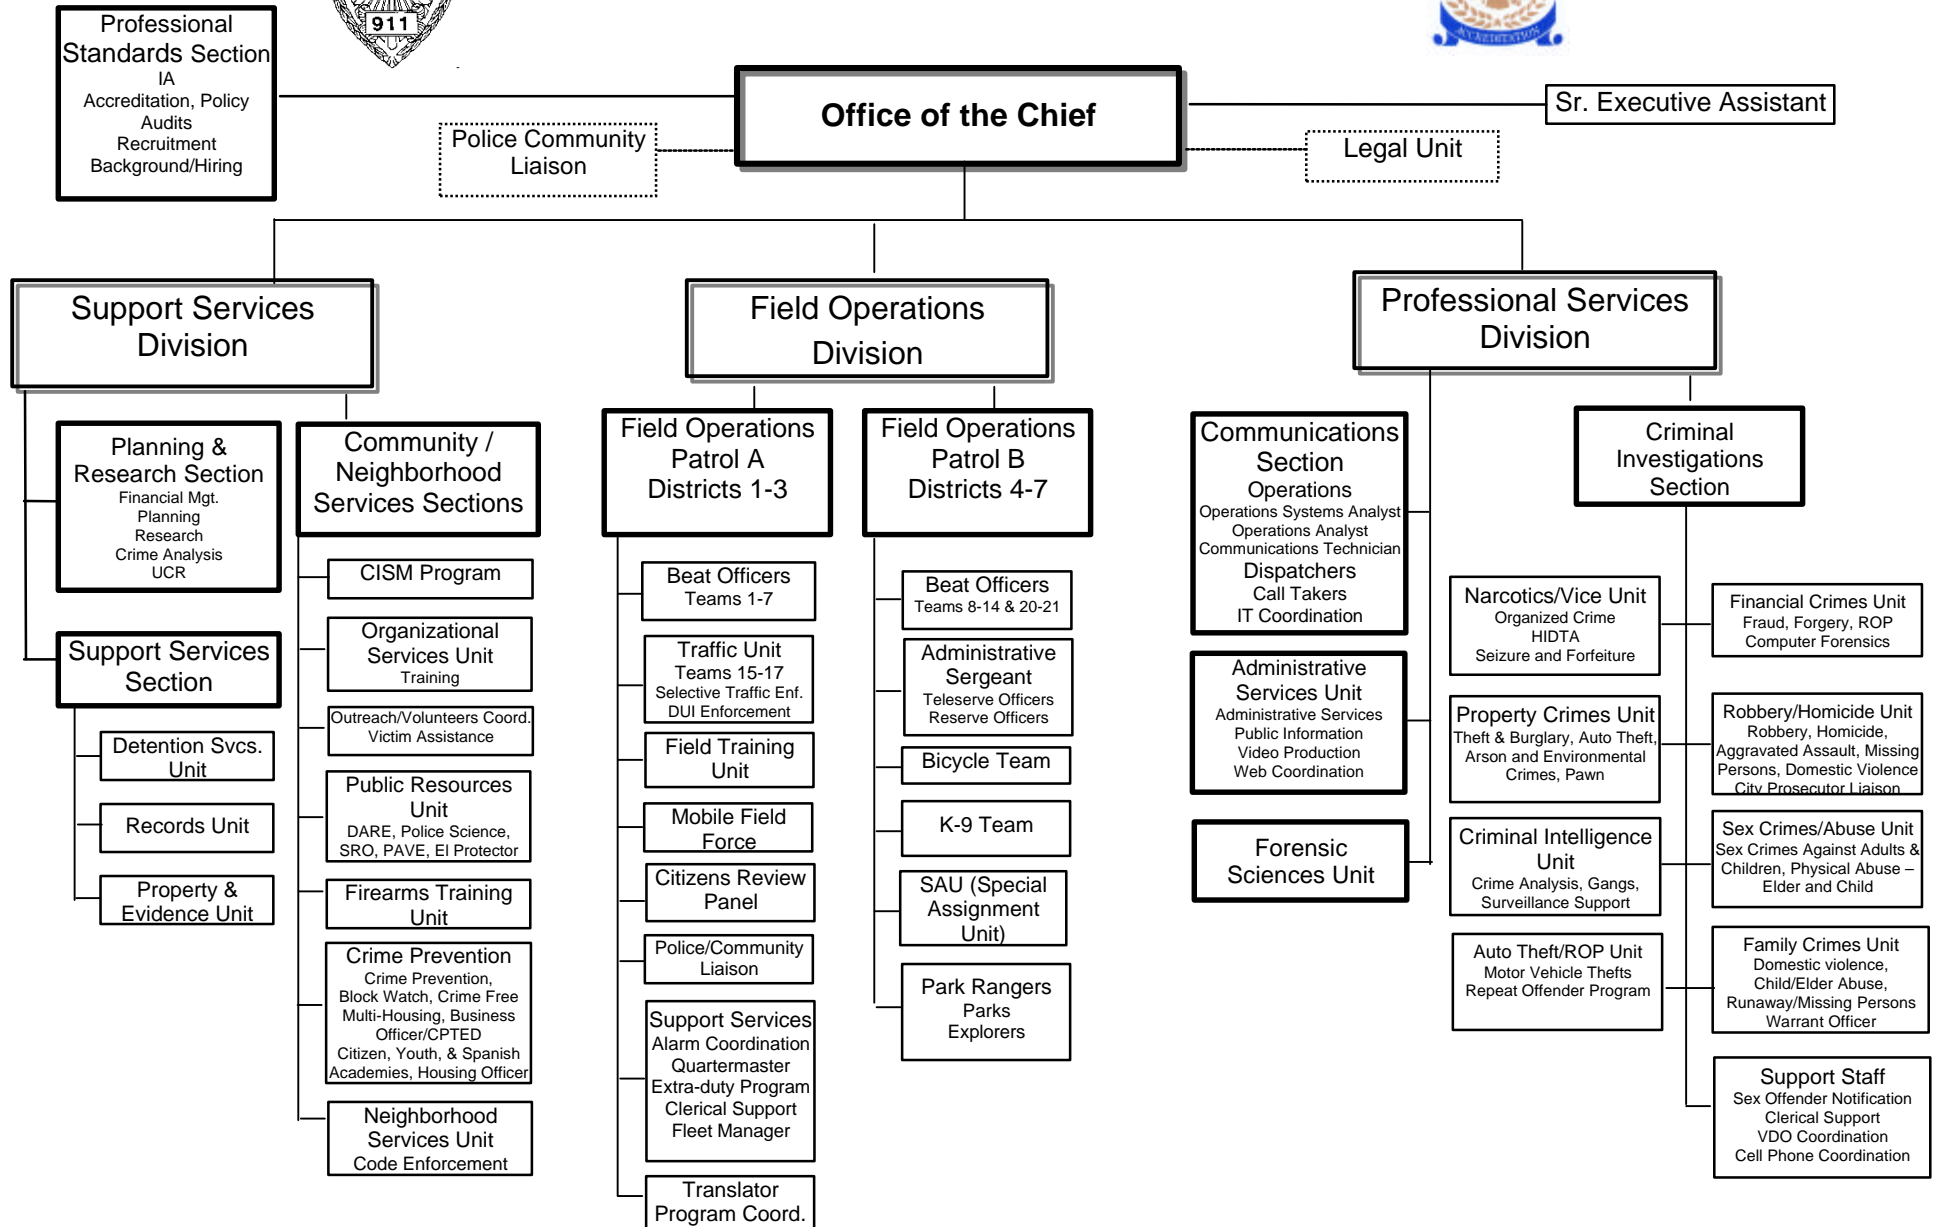 Professional
Standards Section
IA
Accreditation, Policy
Audits
Recruitment
Background/Hiring
911
ACCREDITATION
Office of the Chief
Sr. Executive Assistant
Police Community
Liaison
Legal Unit
Support Services
Division
Field Operations
Division
Professional Services
Division
Planning &
Research Section
Financial Mgt.
Planning
Research
Crime Analysis
UCR
Support Services
Section
Detention Svcs.
Unit
Records Unit
Property &
Evidence Unit
Community /
Neighborhood
Services Sections
CISM Program
Organizational
Services Unit
Training
Outreach/Volunteers Coord.
Victim Assistance
Public Resources
Unit
DARE, Police Science,
SRO, PAVE, El Protector
Firearms Training
Unit
Crime Prevention
Crime Prevention,
Block Watch, Crime Free
Multi-Housing, Business
Officer/CPTED
Citizen, Youth, & Spanish
Academies, Housing Officer
Neighborhood
Services Unit
Code Enforcement
Field Operations
Patrol A
Districts 1-3
Beat Officers
Teams 1-7
Traffic Unit
Teams 15-17
Selective Traffic Enf.
DUI Enforcement
Field Training
Unit
Mobile Field
Force
Citizens Review
Panel
Police/Community
Liaison
Support Services
Alarm Coordination
Quartermaster
Extra-duty Program
Clerical Support
Fleet Manager
Translator
Program Coord.
Field Operations
Patrol B
Districts 4-7
Beat Officers
Teams 8-14 & 20-21
Administrative
Sergeant
Teleserve Officers
Reserve Officers
Bicycle Team
K-9 Team
SAU (Special
Assignment
Unit)
Park Rangers
Parks
Explorers
Communications
Section
Operations
Operations Systems Analyst
Operations Analyst
Communications Technician
Dispatchers
Call Takers
IT Coordination
Administrative
Services Unit
Administrative Services
Public Information
Video Production
Web Coordination
Forensic
Sciences Unit
Criminal
Investigations
Section
Narcotics/Vice Unit
Organized Crime
HIDTA
Seizure and Forfeiture
Property Crimes Unit
Theft & Burglary, Auto Theft,
Arson and Environmental
Crimes, Pawn
Criminal Intelligence
Unit
Crime Analysis, Gangs,
Surveillance Support
Auto Theft/ROP Unit
Motor Vehicle Thefts
Repeat Offender Program
Financial Crimes Unit
Fraud, Forgery, ROP
Computer Forensics
Robbery/Homicide Unit
Robbery, Homicide,
Aggravated Assault, Missing
Persons, Domestic Violence
City Prosecutor Liaison
Sex Crimes/Abuse Unit
Sex Crimes Against Adults &
Children, Physical Abuse –
Elder and Child
Family Crimes Unit
Domestic violence,
Child/Elder Abuse,
Runaway/Missing Persons
Warrant Officer
Support Staff
Sex Offender Notification
Clerical Support
VDO Coordination
Cell Phone Coordination